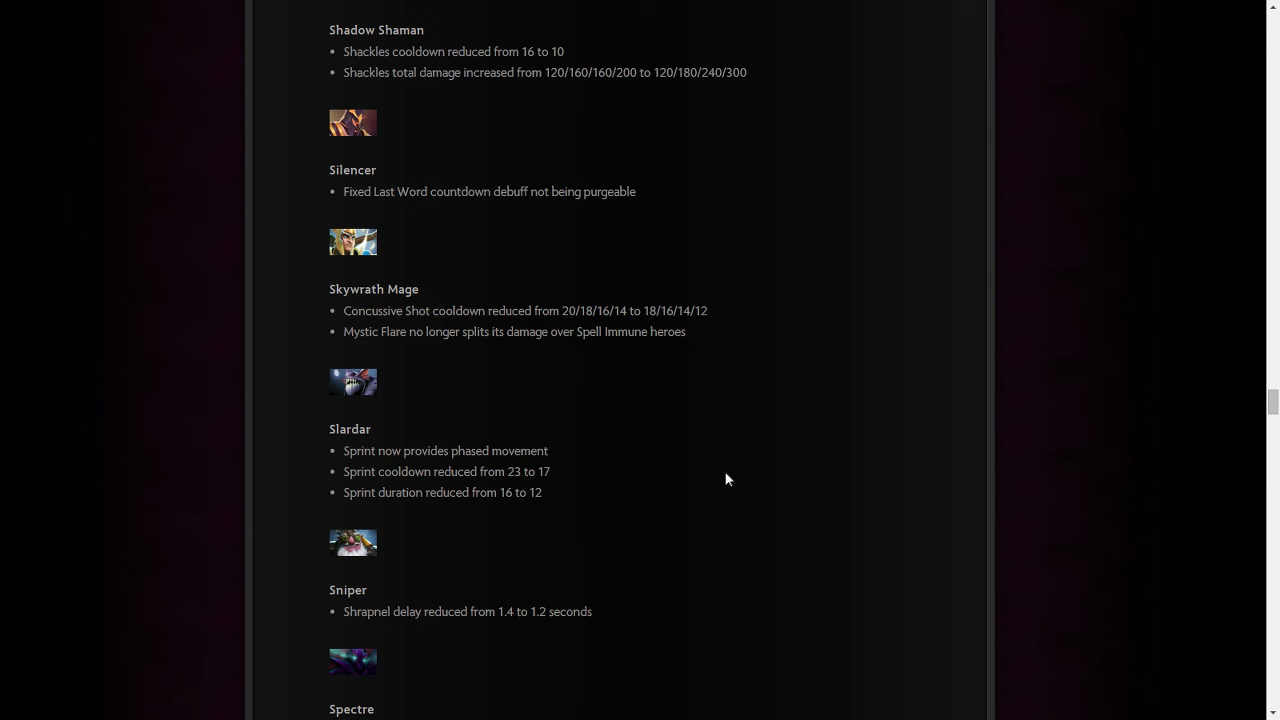 Shadow Shaman
• Shackles cooldown reduced from 16 to 10
• Shackles total damage increased from 120/160/160/200 to 120/180/240/300
Silencer
• Fixed Last Word countdown debuff not being purgeable
Skywrath Mage
• Concussive Shot cooldown reduced from 20/18/16/14 to 18/16/14/12
• Mystic Flare no longer splits its damage over Spell Immune heroes
Slardar
• Sprint now provides phased movement
• Sprint cooldown reduced from 23 to 17
• Sprint duration reduced from 16 to 12
Sniper
• Shrapnel delay reduced from 1.4 to 1.2 seconds
Spectre